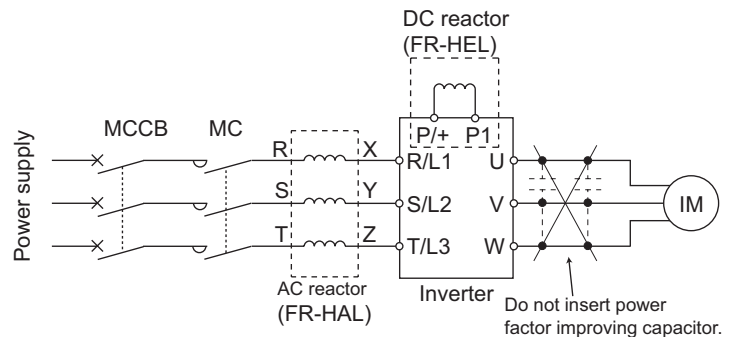 DC reactor
(FR-HEL)
P/+ P1
Power supply
MCCB MC
R X R/L1 U
S Y S/L2 V IM
T Z T/L3 W
AC reactor
(FR-HAL)
Inverter
Do not insert power
factor improving capacitor.